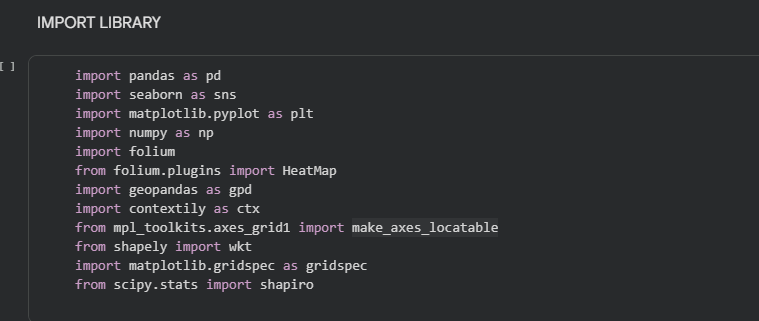 IMPORT LIBRARY
[ ]
import pandas as pd
import seaborn as sns
import matplotlib.pyplot as plt
import numpy as np
import folium
from folium.plugins import HeatMap
import geopandas as gpd
import contextily as ctx
from mpl_toolkits.axes_grid1 import make_axes_locatable
from shapely import wkt
import matplotlib.gridspec as gridspec
from scipy.stats import shapiro